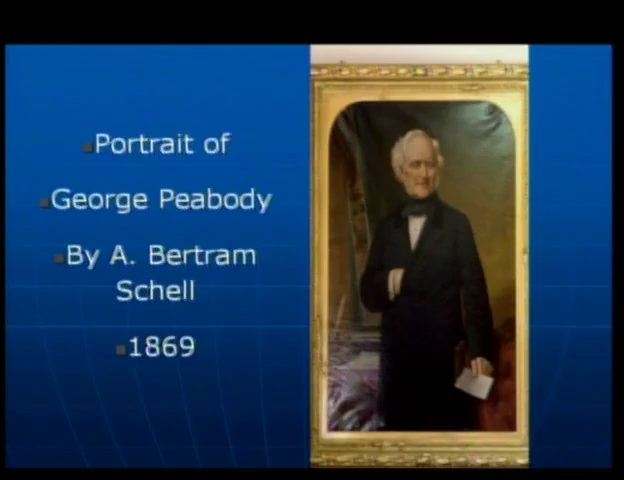 Portrait of
George Peabody
By A. Bertram
Schell
1869